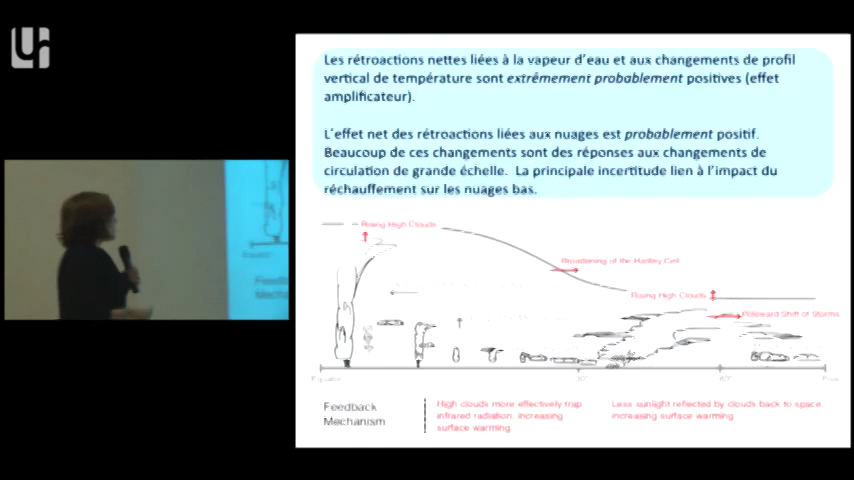 Les rétroactions nettes liées à la vapeur d'eau et aux changements de profil
vertical de température sont extrêmement probablement positives (effet
amplificateur).
L'effet net des rétroactions liées aux nuages est probablement positif.
Beaucoup de ces changements sont des réponses aux changements de
circulation de grande échelle. La principale incertitude lien à l'impact du
réchauffement sur les nuages bas.
Rising High Clouds
Broadening of the Hadley Cell
Rising High Clouds
Poleward Shift of Storms
Equator
30°
Pole
Feedback
Mechanism
High clouds more effectively trap
infrared radiation, increasing
surface warming.
Less sunlight reflected by clouds back to space,
increasing surface warming